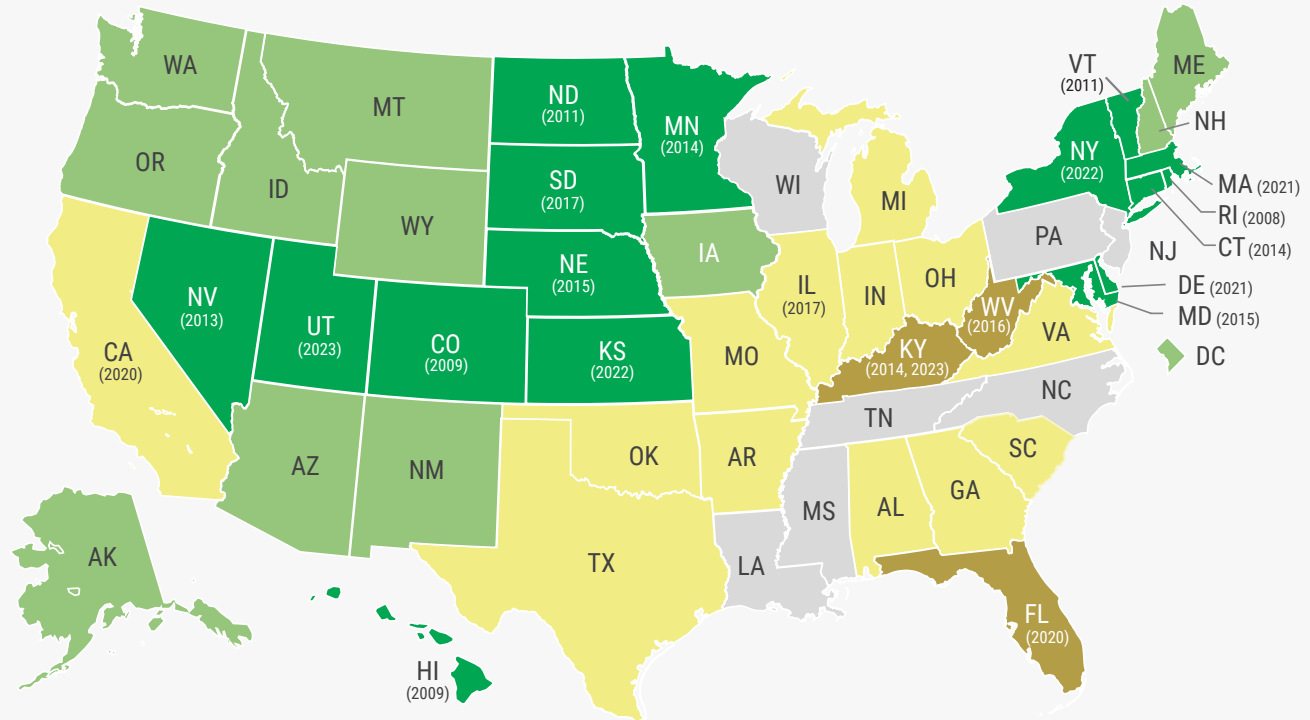 WA
MT
ND
(2011)
MN
(2014)
VT
(2011)
ME
NH
OR
ID
SD
(2017)
WI
NY
(2022)
MA (2021)
RI (2008)
CT (2014)
WY
MI
PA
NJ
NE
(2015)
IA
OH
DE (2021)
MD (2015)
NV
(2013)
UT
(2023)
IL
(2017)
IN
WV
(2016)
VA
CA
(2020)
CO
(2009)
KS
(2022)
MO
KY
(2014, 2023)
DC
NC
TN
AZ
NM
OK
AR
SC
MS
AL
GA
AK
TX
LA
FL
(2020)
HI
(2009)